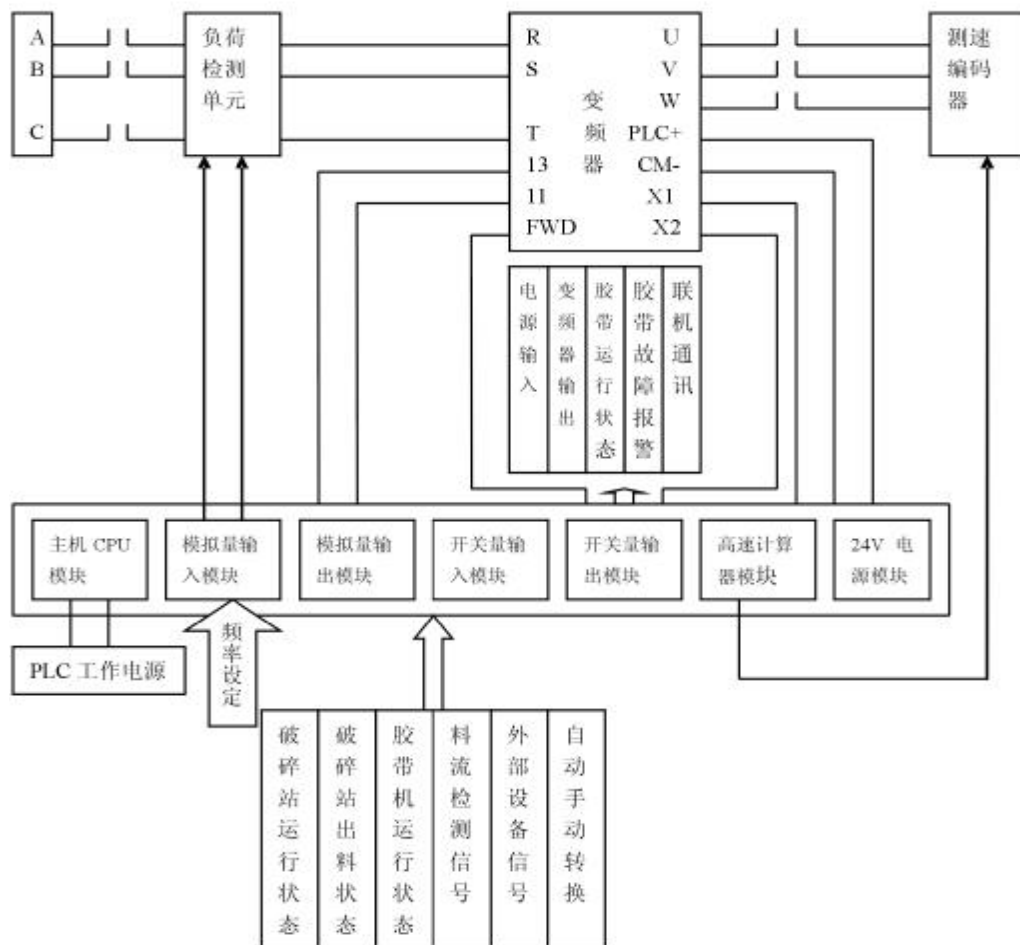 A
B
C
负荷
检测
单元
R
S
T
13
11
FWD
变
频
器
U
V
W
PLC+
CM-
X1
X2
测速
编码
器
电源输入
变频器输出
胶带运行状态
胶带故障报警
联机通讯
主机 CPU
模块
模拟量输
入模块
模拟量输
出模块
开关量输
入模块
开关量输
出模块
高速计算
器模块
24V 电
源模块
PLC 工作电源
频率设定
破碎站运行状态
破碎站出料状态
胶带机运行状态
料流检测信号
外部设备信号
自动手动转换